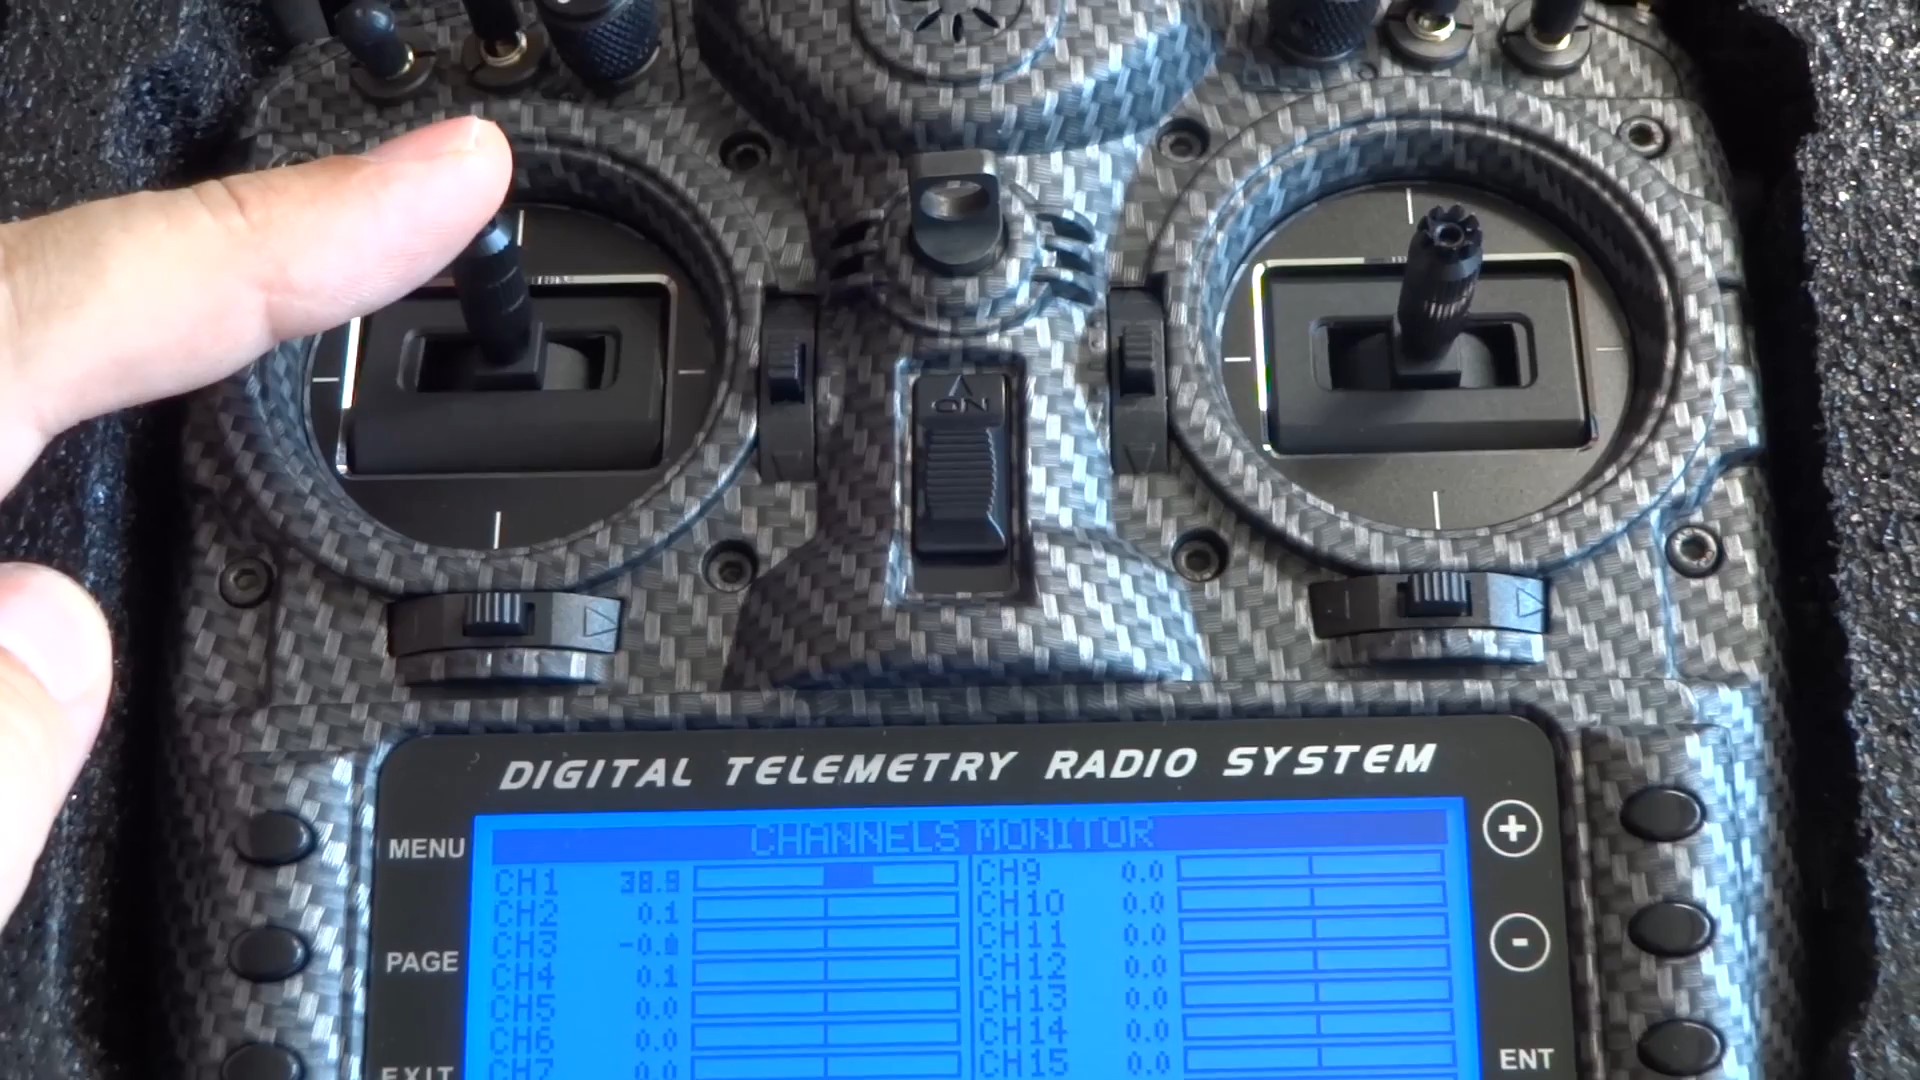 ON
DIGITAL TELEMETRY RADIO SYSTEM
MENU
PAGE
EXIT
CHANNELS MONITOR
CH1 38.9
CH2 0.1
CH3 -0.0
CH4 0.1
CH5 0.0
CH6 0.0
CH7 0.0
CH9 0.0
CH10 0.0
CH11 0.0
CH12 0.0
CH13 0.0
CH14 0.0
CH15 0.0
+
-
ENT